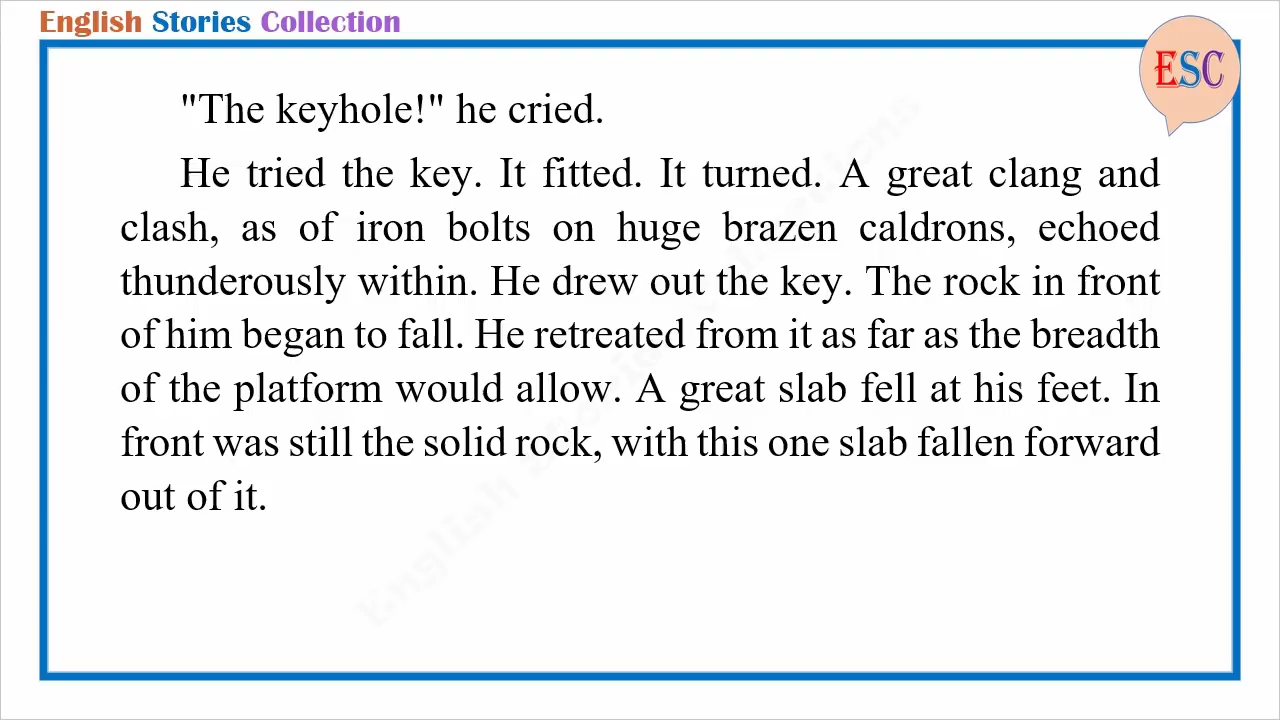 English Stories Collection
ESC
"The keyhole!" he cried.
He tried the key. It fitted. It turned. A great clang and
clash, as of iron bolts on huge brazen caldrons, echoed
thunderously within. He drew out the key. The rock in front
of him began to fall. He retreated from it as far as the breadth
of the platform would allow. A great slab fell at his feet. In
front was still the solid rock, with this one slab fallen forward
out of it.